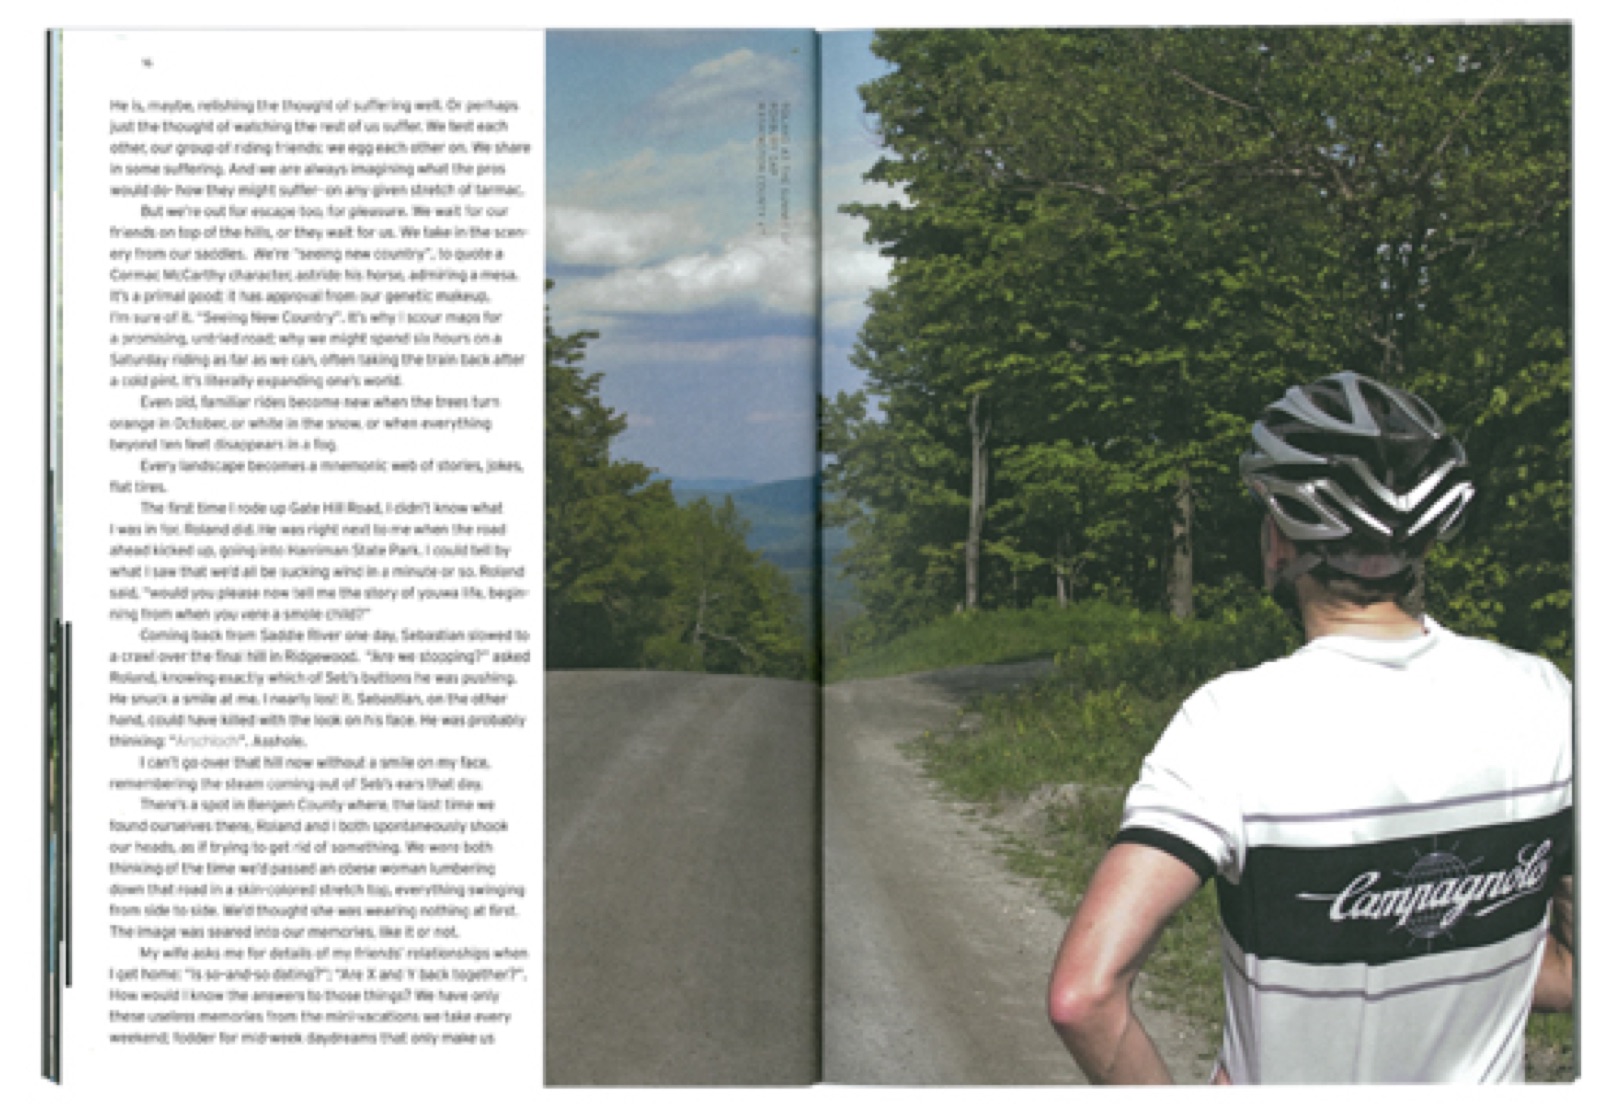 He is, maybe, relishing the thought of suffering well. Or perhaps
just the thought of watching the rest of us suffer. We test each
other, our group of riding friends; we egg each other on. We share
in some suffering. And we are always imagining what the pros
would do- how they might suffer- on any given stretch of tarmac.
But we're out for escape too, for pleasure. We wait for our
friends on top of the hills, or they wait for us. We take in the scen-
ery from our saddles. We're "seeing new country", to quote a
Cormac McCarthy character, astride his horse, admiring a mesa.
It's a primal good; it has approval from our genetic makeup,
I'm sure of it. "Seeing New Country". It's why I scour maps for
a promising, untried road; why we might spend six hours on a
Saturday riding as far as we can, often taking the train back after
a cold pint. It's literally expanding one's world.
Even old, familiar rides become new when the trees turn
orange in October, or white in the snow, or when everything
beyond ten feet disappears in a fog.
Every landscape becomes a mnemonic web of stories, jokes,
flat tires.
The first time I rode up Gate Hill Road, I didn't know what
I was in for. Roland did. He was right next to me when the road
ahead kicked up, going into Harriman State Park. I could tell by
what I saw that we'd all be sucking wind in a minute or so. Roland
said, "would you please now tell me the story of youwa life, begin-
ning from when you vere a smole child?"
Coming back from Saddle River one day, Sebastian slowed to
a crawl over the final hill in Ridgewood. "Are we stopping?" asked
Roland, knowing exactly which of Seb's buttons he was pushing.
He snuck a smile at me. I nearly lost it. Sebastian, on the other
hand, could have killed with the look on his face. He was probably
thinking: "Arschloch". Asshole.
I can't go over that hill now without a smile on my face,
remembering the steam coming out of Seb's ears that day.
There's a spot in Bergen County where, the last time we
found ourselves there, Roland and I both spontaneously shook
our heads, as if trying to get rid of something. We were both
thinking of the time we'd passed an obese woman lumbering
down that road in a skin-colored stretch top, everything swinging
from side to side. We'd thought she was wearing nothing at first.
The image was seared into our memories, like it or not.
My wife asks me for details of my friends' relationships when
I get home: "Is so-and-so dating?"; "Are X and Y back together?".
How would I know the answers to those things? We have only
these useless memories from the mini-vacations we take every
weekend; fodder for mid-week daydreams that only make us
ROLAND AT THE SUMMIT OF
GAP
WASHINGTON COUNTY VT
Campagnolo